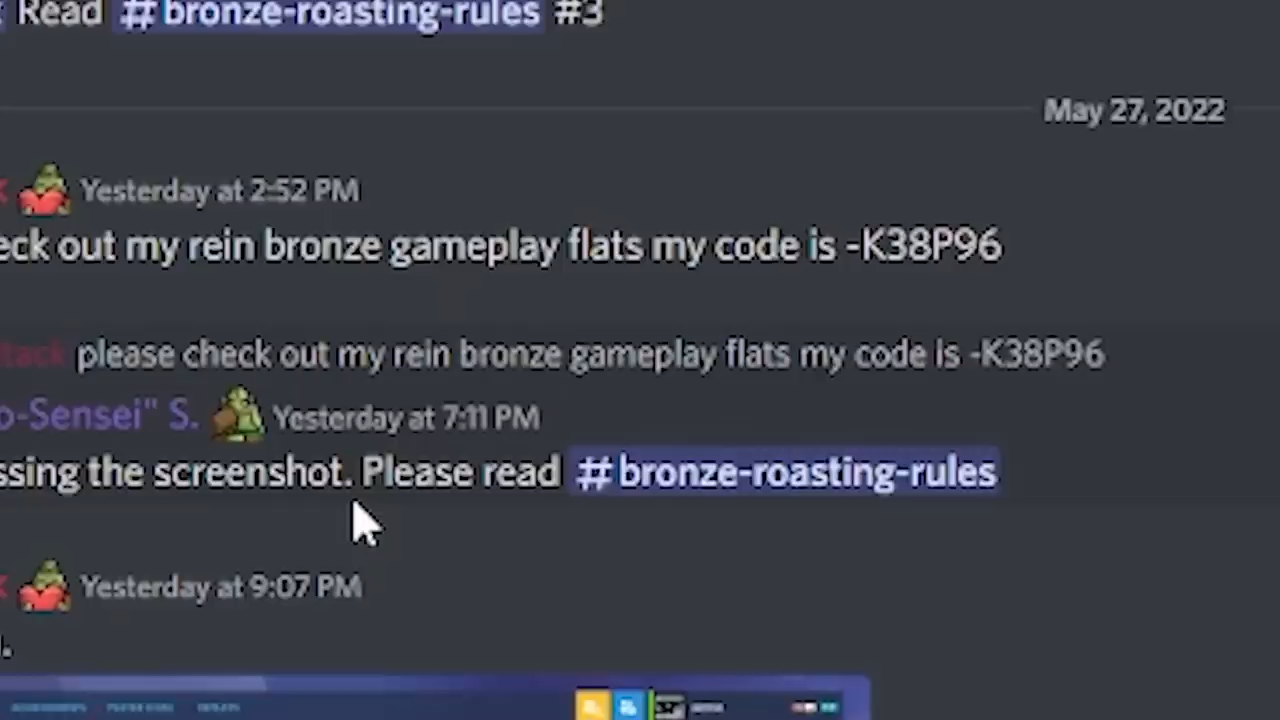 Read #bronze-roasting-rules #3
May 27, 2022
Yesterday at 2:52 PM
eck out my rein bronze gameplay flats my code is -K38P96
tack please check out my rein bronze gameplay flats my code is -K38P96
o-Sensei" S. Yesterday at 7:11 PM
ssing the screenshot. Please read #bronze-roasting-rules
Yesterday at 9:07 PM